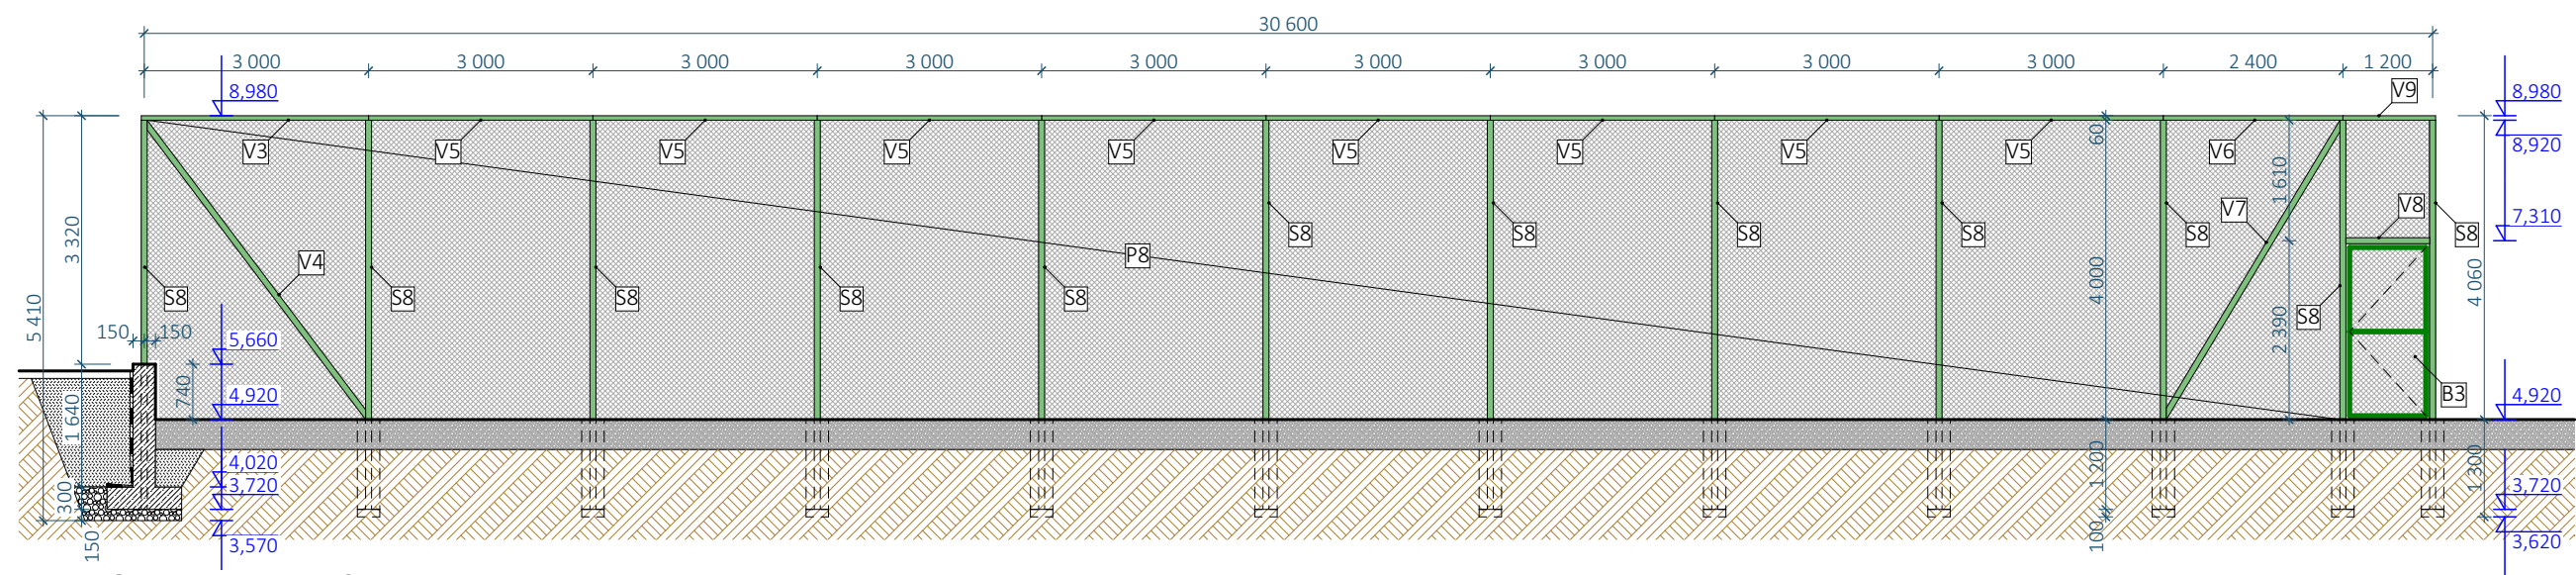 30 600
3 000 3 000 3 000 3 000 3 000 3 000 3 000 3 000 3 000 2 400 1 200
8,980 V9 8,980
60 8,920
V3 V5 V5 V5 V5 V5 V5 V5 V5 V6
1 610
3 320 V7 V8 7,310
S8 S8 S8 S8 S8 S8
V4 P8
4 000 4 060
5 410 S8 S8 S8 S8 S8 S8
150 150 5,660 2 390
740 4,920 B3 4,920
1 640
4,020
3,720 1 200 1 300 3,720
300
150 3,570 100 3,620